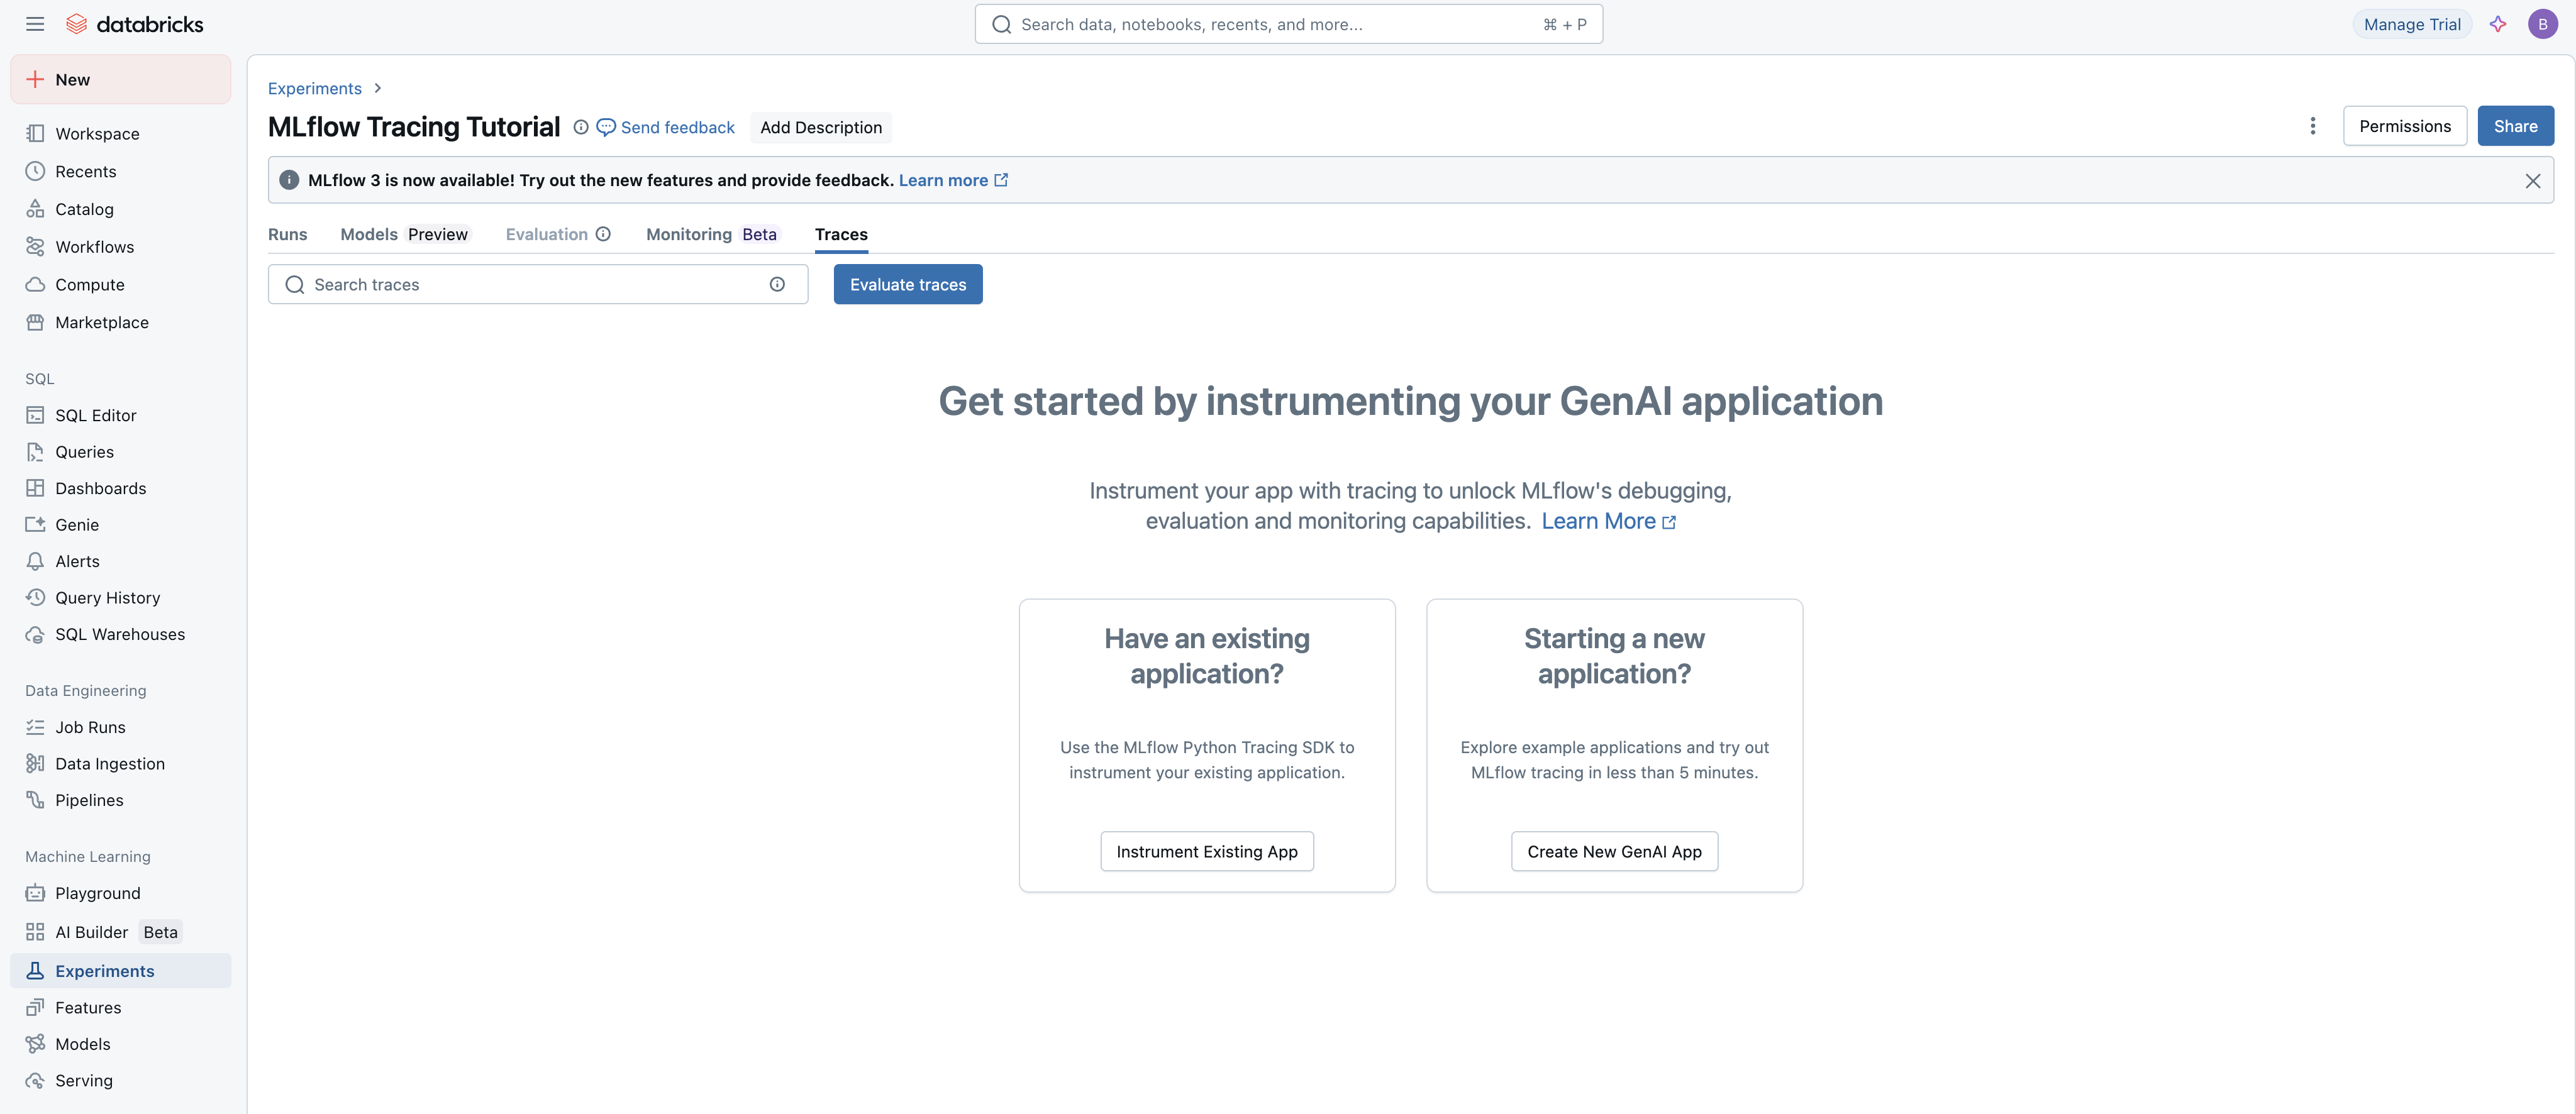 databricks
Search data, notebooks, recents, and more...
⌘ + P
Manage Trial
B
New
Workspace
Recents
Catalog
Workflows
Compute
Marketplace
SQL
SQL Editor
Queries
Dashboards
Genie
Alerts
Query History
SQL Warehouses
Data Engineering
Job Runs
Data Ingestion
Pipelines
Machine Learning
Playground
AI Builder Beta
Experiments
Features
Models
Serving
Experiments
MLflow Tracing Tutorial
Send feedback
Add Description
Permissions
Share
MLflow 3 is now available! Try out the new features and provide feedback. Learn more
Runs
Models Preview
Evaluation
Monitoring Beta
Traces
Search traces
Evaluate traces
Get started by instrumenting your GenAI application
Instrument your app with tracing to unlock MLflow's debugging,
evaluation and monitoring capabilities. Learn More
Have an existing
application?
Use the MLflow Python Tracing SDK to
instrument your existing application.
Instrument Existing App
Starting a new
application?
Explore example applications and try out
MLflow tracing in less than 5 minutes.
Create New GenAI App